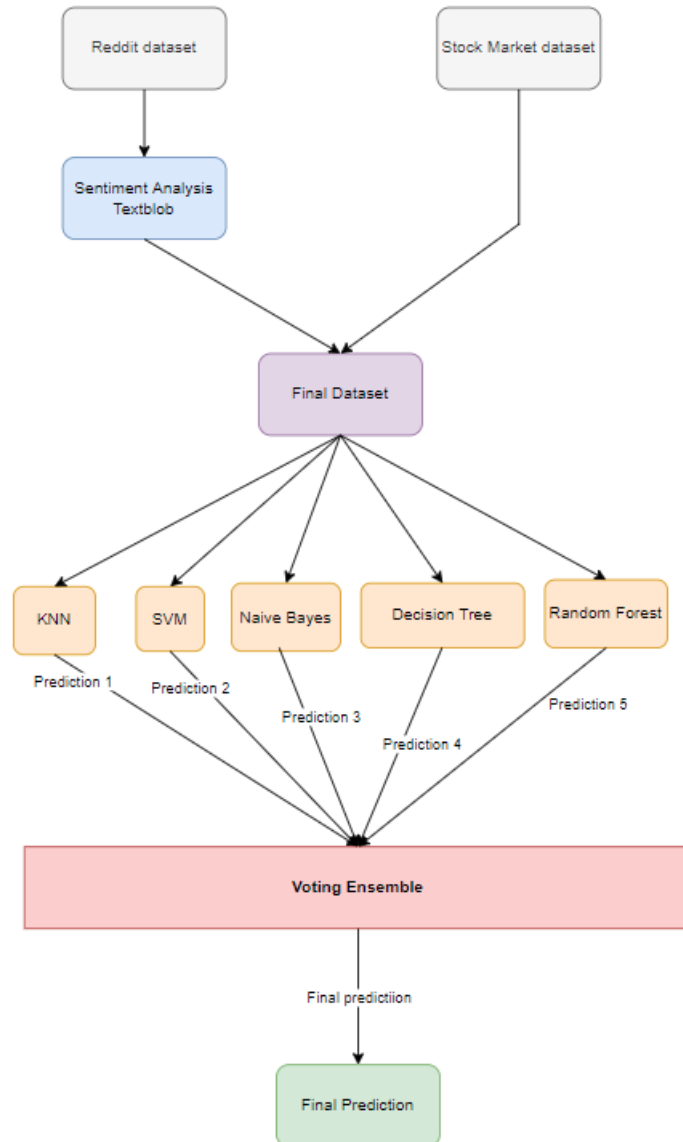 Reddit dataset
Stock Market dataset
Sentiment Analysis
Textblob
Final Dataset
KNN
SVM
Naive Bayes
Decision Tree
Random Forest
Prediction 1
Prediction 2
Prediction 3
Prediction 4
Prediction 5
Voting Ensemble
Final predictiion
Final Prediction